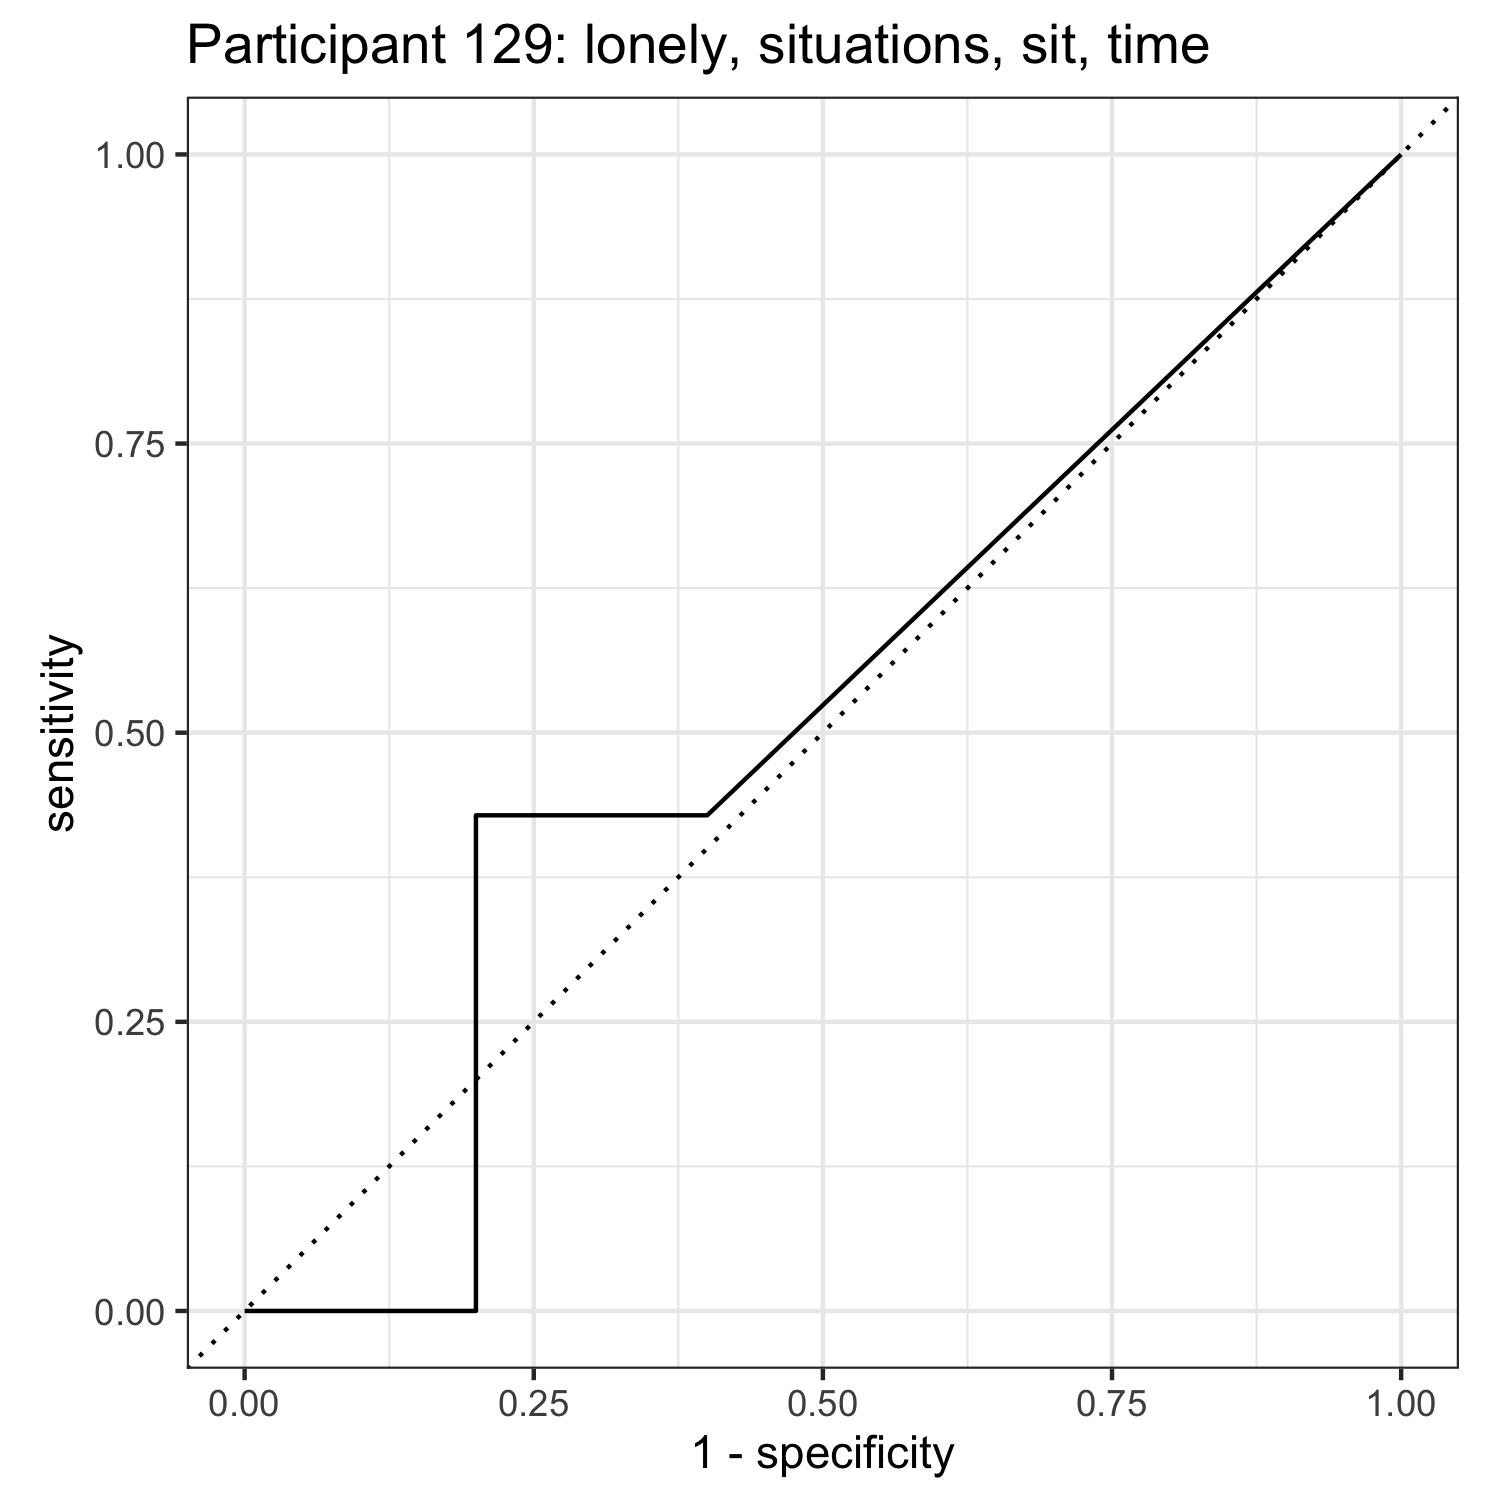 Participant 129: lonely, situations, sit, time
1.00
0.75
0.50
0.25
0.00
sensitivity
0.00 0.25 0.50 0.75 1.00
1 - specificity